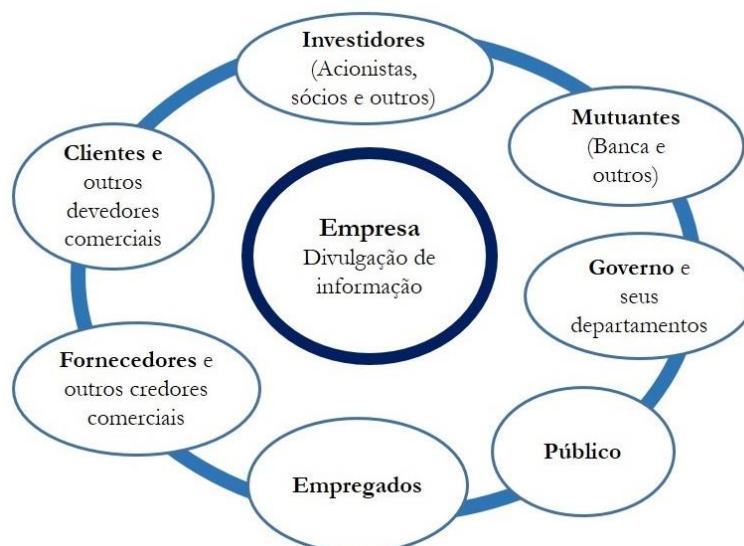 Investidores
(Acionistas,
sócios e outros)
Mutuantes
(Banca e
outros)
Clientes e
outros
devedores
comerciais
Empresa
Divulgação de
informação
Governo e
seus
departamentos
Fornecedores e
outros credores
comerciais
Público
Empregados